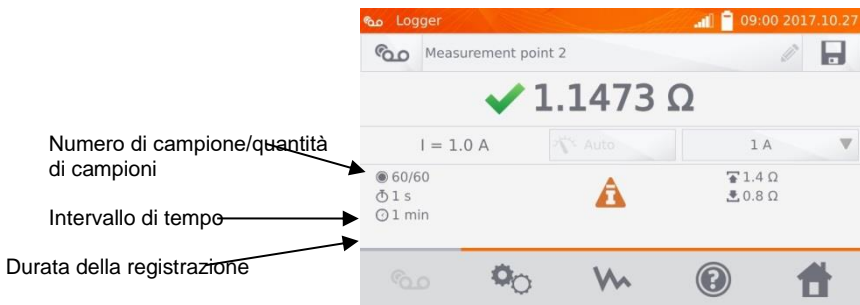 Logger
09:00 2017.10.27
Measurement point 2
1.1473 Ω
I = 1.0 A
Auto
1 A
Numero di campione/quantità
di campioni
60/60
1.4 Ω
1 s
0.8 Ω
Intervallo di tempo
1 min
Durata della registrazione